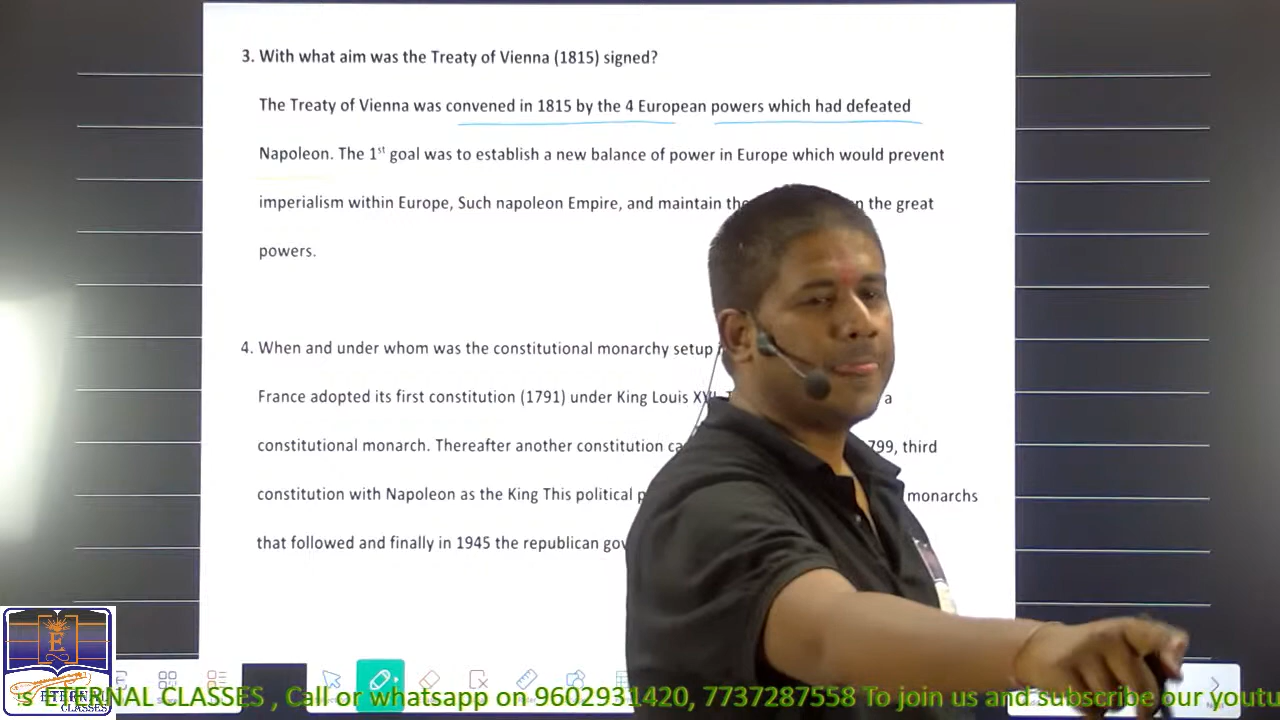 3. With what aim was the Treaty of Vienna (1815) signed?
The Treaty of Vienna was convened in 1815 by the 4 European powers which had defeated
Napoleon. The 1st goal was to establish a new balance of power in Europe which would prevent
imperialism within Europe, Such napoleon Empire, and maintain the great
powers.
4. When and under whom was the constitutional monarchy setup
France adopted its first constitution (1791) under King Louis XVI. a
constitutional monarch. Thereafter another constitution third
constitution with Napoleon as the King This political monarchs
that followed and finally in 1945 the republican
E
ETERNAL
CLASSES
ETERNAL CLASSES , Call or whatsapp on 9602931420, 7737287558 To join us and subscribe our